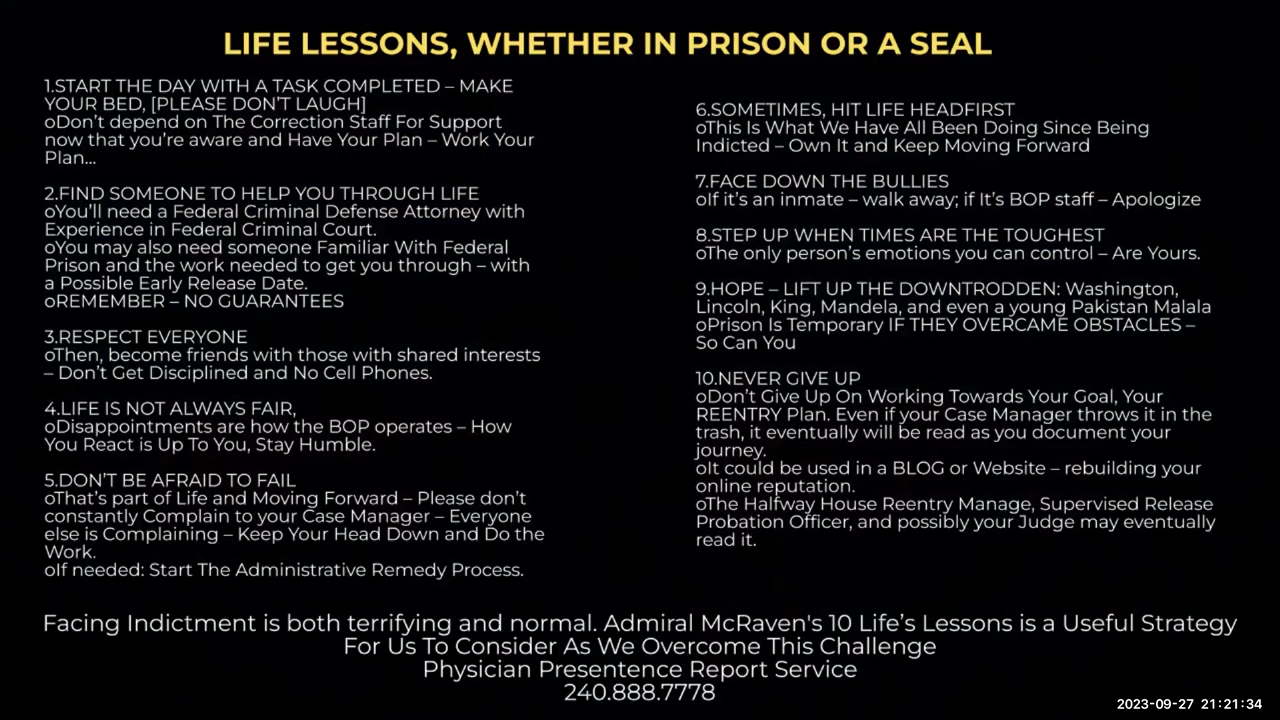 LIFE LESSONS, WHETHER IN PRISON OR A SEAL
1.START THE DAY WITH A TASK COMPLETED – MAKE
YOUR BED, [PLEASE DON'T LAUGH]
oDon't depend on The Correction Staff For Support
now that you're aware and Have Your Plan – Work Your
Plan...
2.FIND SOMEONE TO HELP YOU THROUGH LIFE
oYou'll need a Federal Criminal Defense Attorney with
Experience in Federal Criminal Court.
oYou may also need someone Familiar With Federal
Prison and the work needed to get you through – with
a Possible Early Release Date.
oREMEMBER – NO GUARANTEES
3.RESPECT EVERYONE
oThen, become friends with those with shared interests
– Don't Get Disciplined and No Cell Phones.
4.LIFE IS NOT ALWAYS FAIR,
oDisappointments are how the BOP operates – How
You React is Up To You, Stay Humble.
5.DON'T BE AFRAID TO FAIL
oThat's part of Life and Moving Forward – Please don't
constantly Complain to your Case Manager – Everyone
else is Complaining – Keep Your Head Down and Do the
Work.
oIf needed: Start The Administrative Remedy Process.
6.SOMETIMES, HIT LIFE HEADFIRST
oThis Is What We Have All Been Doing Since Being
Indicted – Own It and Keep Moving Forward
7.FACE DOWN THE BULLIES
oIf it's an inmate – walk away; if It's BOP staff – Apologize
8.STEP UP WHEN TIMES ARE THE TOUGHEST
oThe only person's emotions you can control – Are Yours.
9.HOPE – LIFT UP THE DOWNTRODDEN: Washington,
Lincoln, King, Mandela, and even a young Pakistan Malala
oPrison Is Temporary IF THEY OVERCAME OBSTACLES –
So Can You
10.NEVER GIVE UP
oDon't Give Up On Working Towards Your Goal, Your
REENTRY Plan. Even if your Case Manager throws it in the
trash, it eventually will be read as you document your
journey.
oIt could be used in a BLOG or Website – rebuilding your
online reputation.
oThe Halfway House Reentry Manage, Supervised Release
Probation Officer, and possibly your Judge may eventually
read it.
Facing Indictment is both terrifying and normal. Admiral McRaven's 10 Life's Lessons is a Useful Strategy
For Us To Consider As We Overcome This Challenge
Physician Presentence Report Service
240.888.7778
2023-09-27 21:21:34